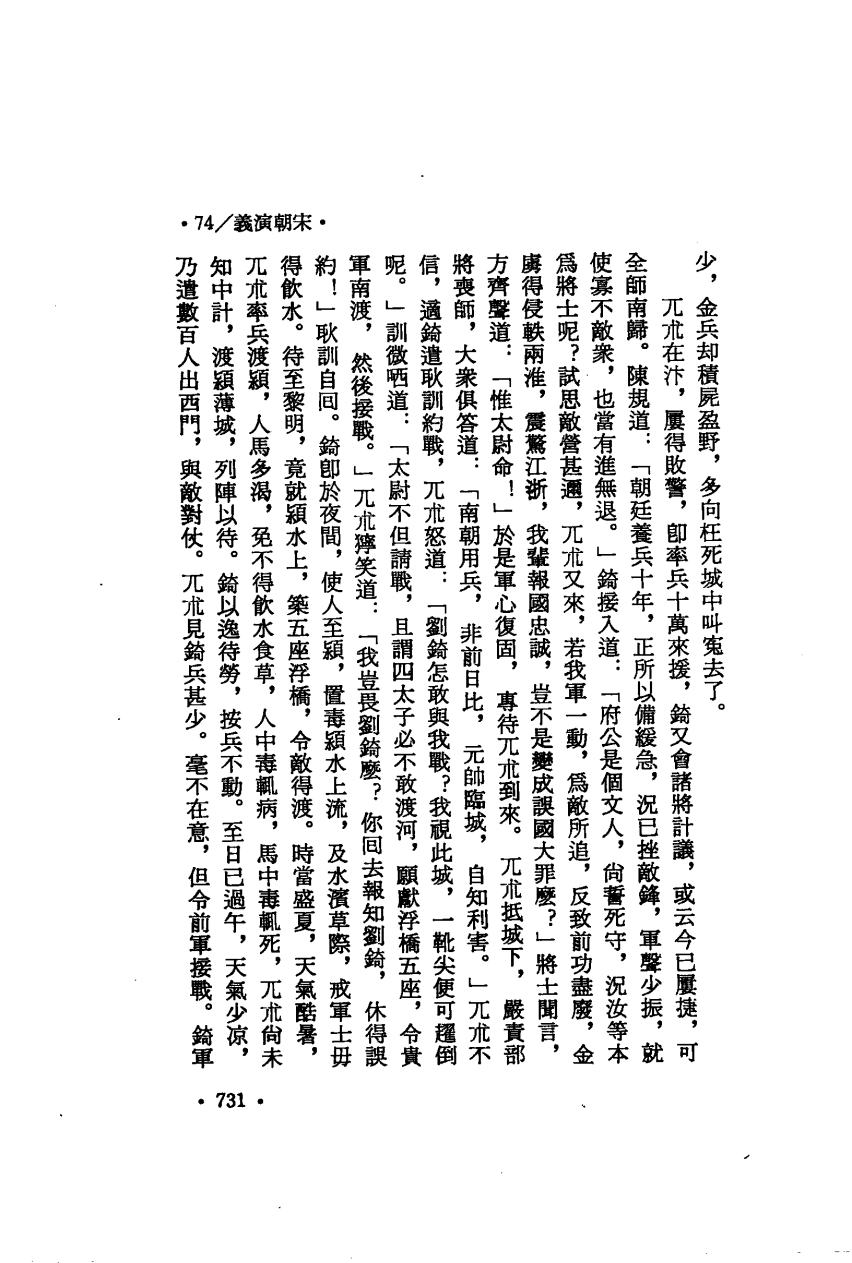 •74／義演朝宋•
少，金兵却積屍盈野，多向枉死城中叫寃去了。
兀朮在汴，屢得敗警，卽率兵十萬來援，錡又會諸將計議，或云今已屢捷，可
全師南歸。陳規道：「朝廷養兵十年，正所以備緩急，況已挫敵鋒，軍聲少振，就
使寡不敵衆，也當有進無退。」錡接入道：「府公是個文人，尙誓死守，況汝等本
爲將士呢？試思敵營甚邇，兀朮又來，若我軍一動，爲敵所追，反致前功盡廢，金
虜得侵軼兩淮，震驚江浙，我輩報國忠誠，豈不是變成誤國大罪麼？」將士聞言，
方齊聲道：「惟太尉命！」於是軍心復固，專待兀朮到來。兀朮抵城下，嚴責部
將喪師，大衆俱答道：「南朝用兵，非前日比，元帥臨城，自知利害。」兀朮不
信，適錡遣耿訓約戰，兀朮怒道：「劉錡怎敢與我戰？我視此城，一靴尖便可趯倒
呢。」訓微哂道：「太尉不但請戰，且謂四太子必不敢渡河，願獻浮橋五座，令貴
軍南渡，然後接戰。」兀朮獰笑道：「我豈畏劉錡麼？你回去報知劉錡，休得誤
約！」耿訓自回。錡卽於夜間，使人至潁，置毒潁水上流，及水濱草際，戒軍士毋
得飲水。待至黎明，竟就潁水上，築五座浮橋，令敵得渡。時當盛夏，天氣酷暑，
兀朮率兵渡潁，人馬多渴，免不得飲水食草，人中毒輒病，馬中毒輒死，兀朮尙未
知中計，渡潁薄城，列陣以待。錡以逸待勞，按兵不動。至日已過午，天氣少凉，
乃遣數百人出西門，與敵對仗。兀朮見錡兵甚少。毫不在意，但令前軍接戰。錡軍
•731•